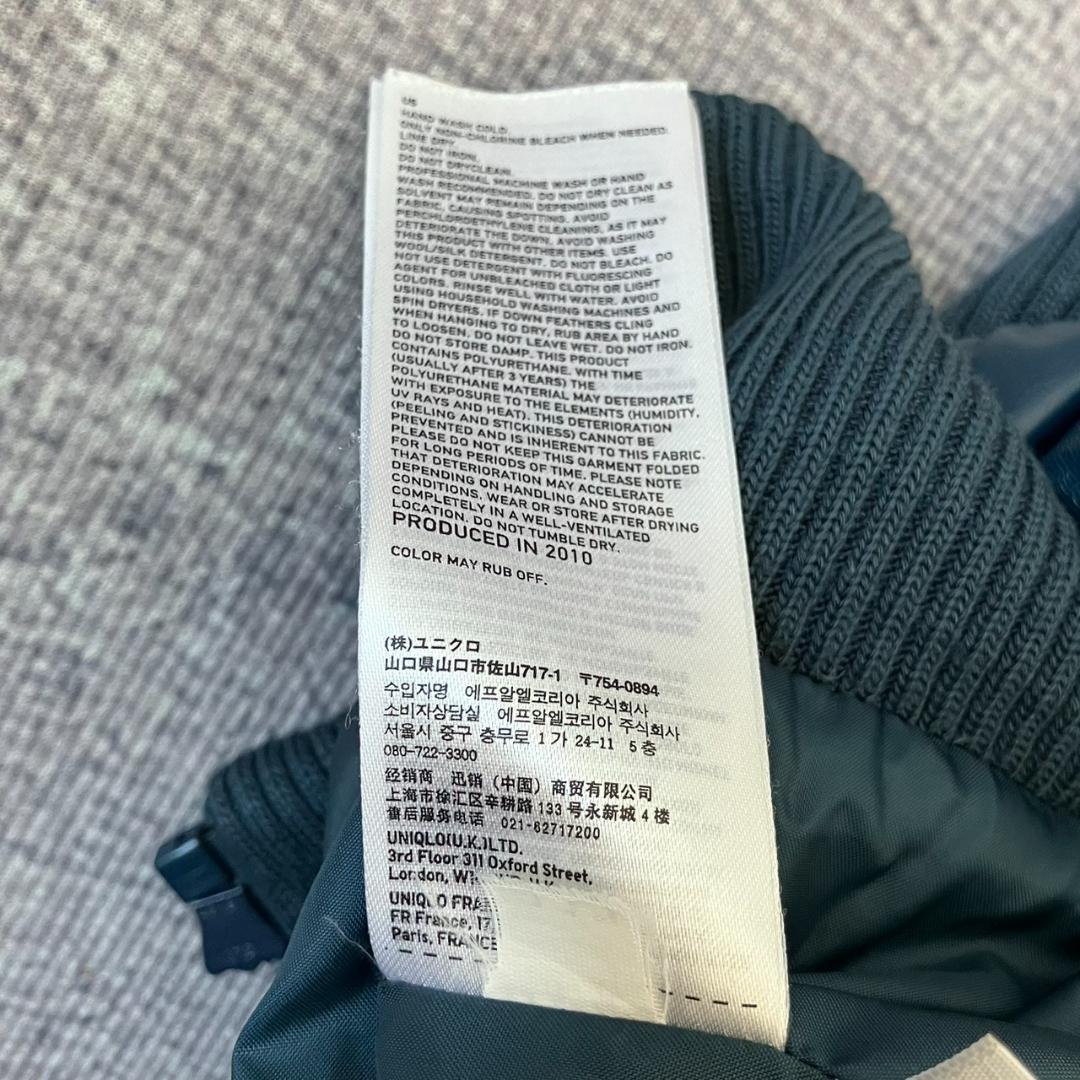 US
HAND WASH COLD.
ONLY NON-CHLORINE BLEACH WHEN NEEDED.
LINE DRY.
DO NOT IRON.
DO NOT DRYCLEAN.
PROFESSIONAL MACHINE WASH OR HAND
WASH RECOMMENDED. DO NOT DRY CLEAN AS
SOLVENT MAY REMAIN DEPENDING ON THE
FABRIC, CAUSING SPOTTING. AVOID
PERCHLOROETHYLENE CLEANING, AS IT MAY
DETERIORATE THE DOWN. AVOID WASHING
THIS PRODUCT WITH OTHER ITEMS. USE
WOOL/SILK DETERGENT. DO NOT BLEACH. DO
NOT USE DETERGENT WITH FLUORESCING
AGENT FOR UNBLEACHED CLOTH OR LIGHT
COLORS. RINSE WELL WITH WATER. AVOID
USING HOUSEHOLD WASHING MACHINES AND
SPIN DRYERS. IF DOWN FEATHERS CLING
WHEN HANGING TO DRY, RUB AREA BY HAND
TO LOOSEN. DO NOT LEAVE WET. DO NOT IRON.
DO NOT STORE DAMP. THIS PRODUCT
CONTAINS POLYURETHANE. WITH TIME
(USUALLY AFTER 3 YEARS) THE
POLYURETHANE MATERIAL MAY DETERIORATE
WITH EXPOSURE TO THE ELEMENTS (HUMIDITY,
UV RAYS AND HEAT). THIS DETERIORATION
(PEELING AND STICKINESS) CANNOT BE
PREVENTED AND IS INHERENT TO THIS FABRIC.
PLEASE DO NOT KEEP THIS GARMENT FOLDED
FOR LONG PERIODS OF TIME. PLEASE NOTE
THAT DETERIORATION MAY ACCELERATE
DEPENDING ON HANDLING AND STORAGE
CONDITIONS. WEAR OR STORE AFTER DRYING
COMPLETELY IN A WELL-VENTILATED
LOCATION. DO NOT TUMBLE DRY.
PRODUCED IN 2010
COLOR MAY RUB OFF.
(株)ユニクロ
山口県山口市佐山717-1 〒754-0894
수입자명 에프알엘코리아 주식회사
소비자상담실 에프알엘코리아 주식회사
서울시 중구 충무로 1가 24-11 5층
080-722-3300
经销商 迅销（中国）商贸有限公司
上海市徐汇区辛耕路 133 号永新城 4 楼
售后服务电话 021-62717200
UNIQLO(U.K.)LTD.
3rd Floor 311 Oxford Street,
London,
UNIQLO
FR France, 17
Paris, FRANCE